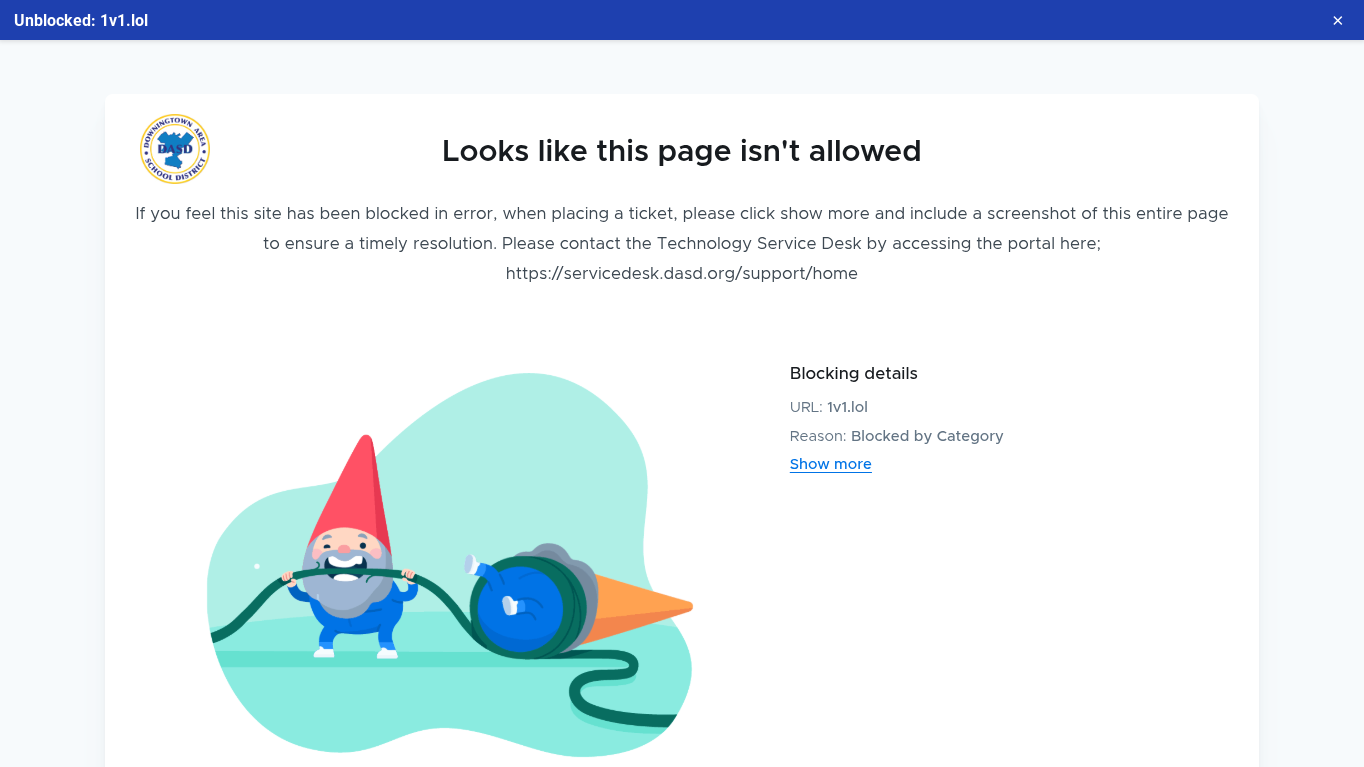 Unblocked: 1v1.lol
×
DOWNINGTOWN AREA
DASD
SCHOOL DISTRICT
Looks like this page isn't allowed
If you feel this site has been blocked in error, when placing a ticket, please click show more and include a screenshot of this entire page
to ensure a timely resolution. Please contact the Technology Service Desk by accessing the portal here;
https://servicedesk.dasd.org/support/home
Blocking details
URL: 1v1.lol
Reason: Blocked by Category
Show more